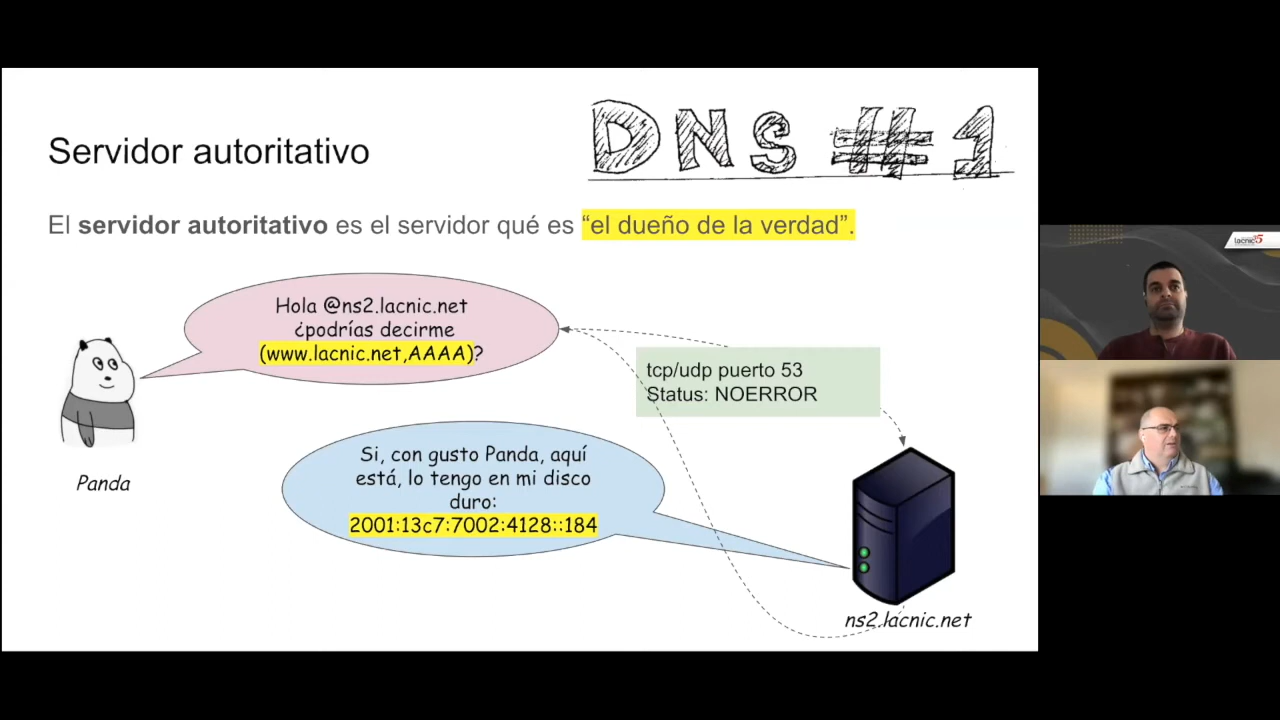 DNS #1
Servidor autoritativo
El servidor autoritativo es el servidor qué es “el dueño de la verdad”.
Hola @ns2.lacnic.net
¿podrías decirme
(www.lacnic.net,AAAA)?
tcp/udp puerto 53
Status: NOERROR
Si, con gusto Panda, aquí
está, lo tengo en mi disco
duro:
2001:13c7:7002:4128::184
Panda
ns2.lacnic.net
lacnic